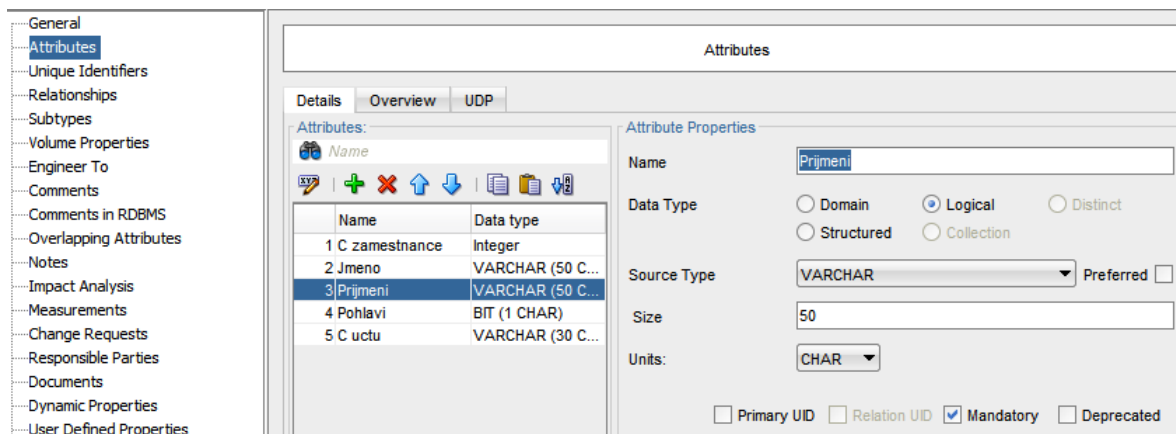 General
Attributes
Unique Identifiers
Relationships
Subtypes
Volume Properties
Engineer To
Comments
Comments in RDBMS
Overlapping Attributes
Notes
Impact Analysis
Measurements
Change Requests
Responsible Parties
Documents
Dynamic Properties
User Defined Properties
Attributes
Details Overview UDP
Attributes:
Name
Name Data type
1 C zamestnance Integer
2 Jmeno VARCHAR (50 C...
3 Prijmeni VARCHAR (50 C...
4 Pohlavi BIT (1 CHAR)
5 C uctu VARCHAR (30 C...
Attribute Properties
Name Prijmeni
Data Type Domain Logical Distinct
Structured Collection
Source Type VARCHAR Preferred
Size 50
Units: CHAR
Primary UID Relation UID Mandatory Deprecated